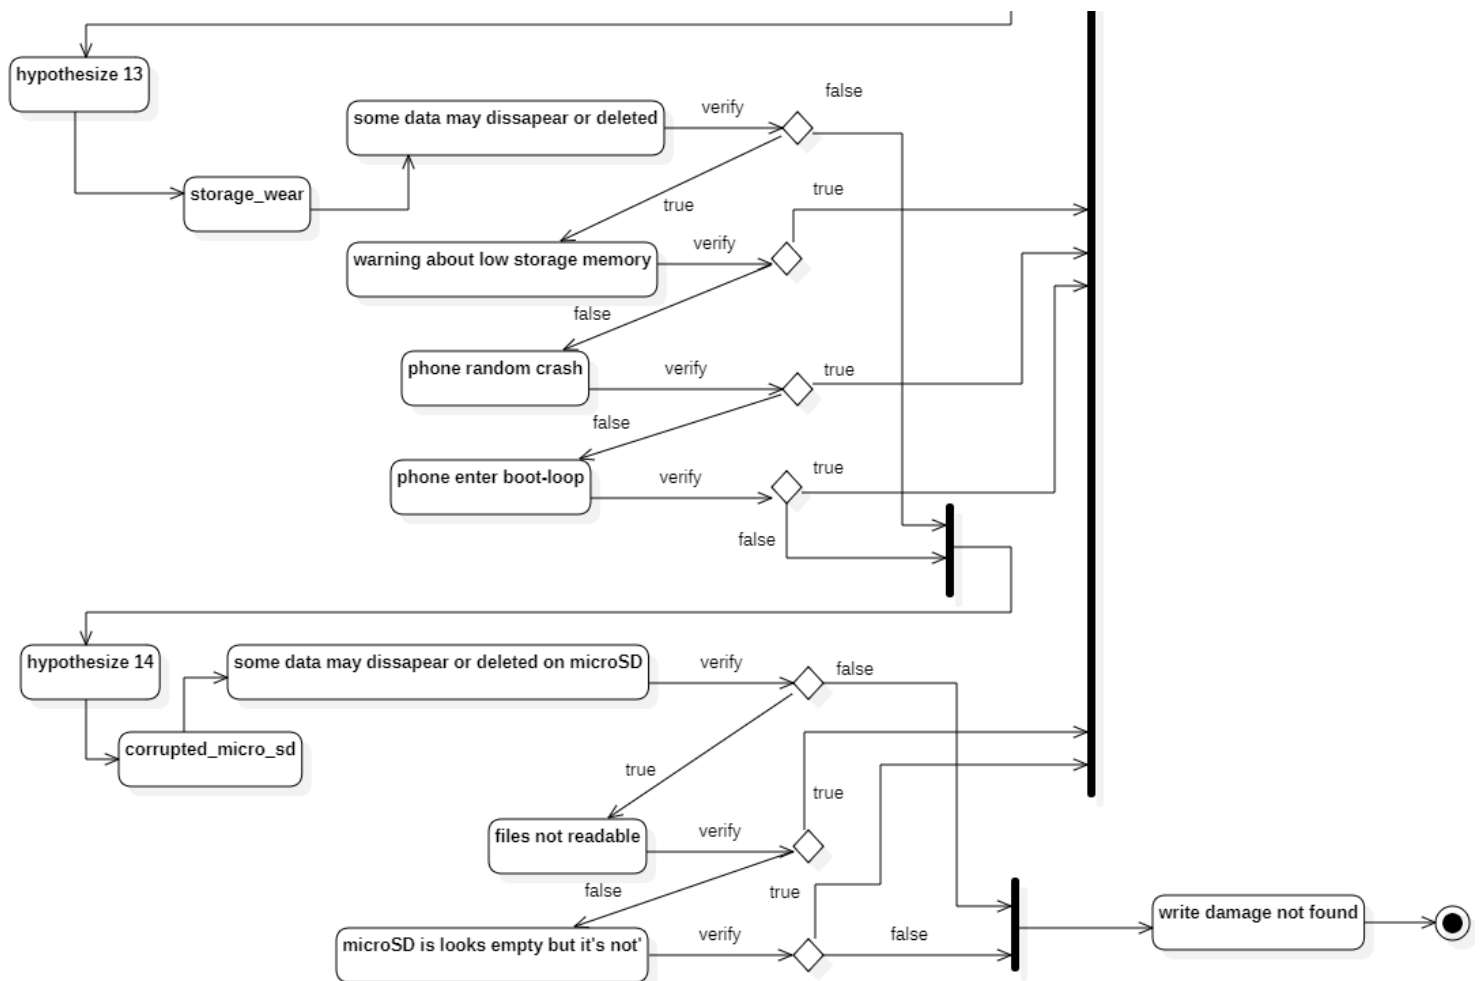 hypothesize 13
some data may dissapear or deleted
verify
false
storage_wear
true
true
warning about low storage memory
verify
false
phone random crash
verify
true
false
phone enter boot-loop
verify
true
false
hypothesize 14
some data may dissapear or deleted on microSD
verify
false
corrupted_micro_sd
true
true
files not readable
verify
false
true
microSD is looks empty but it's not'
verify
false
write damage not found